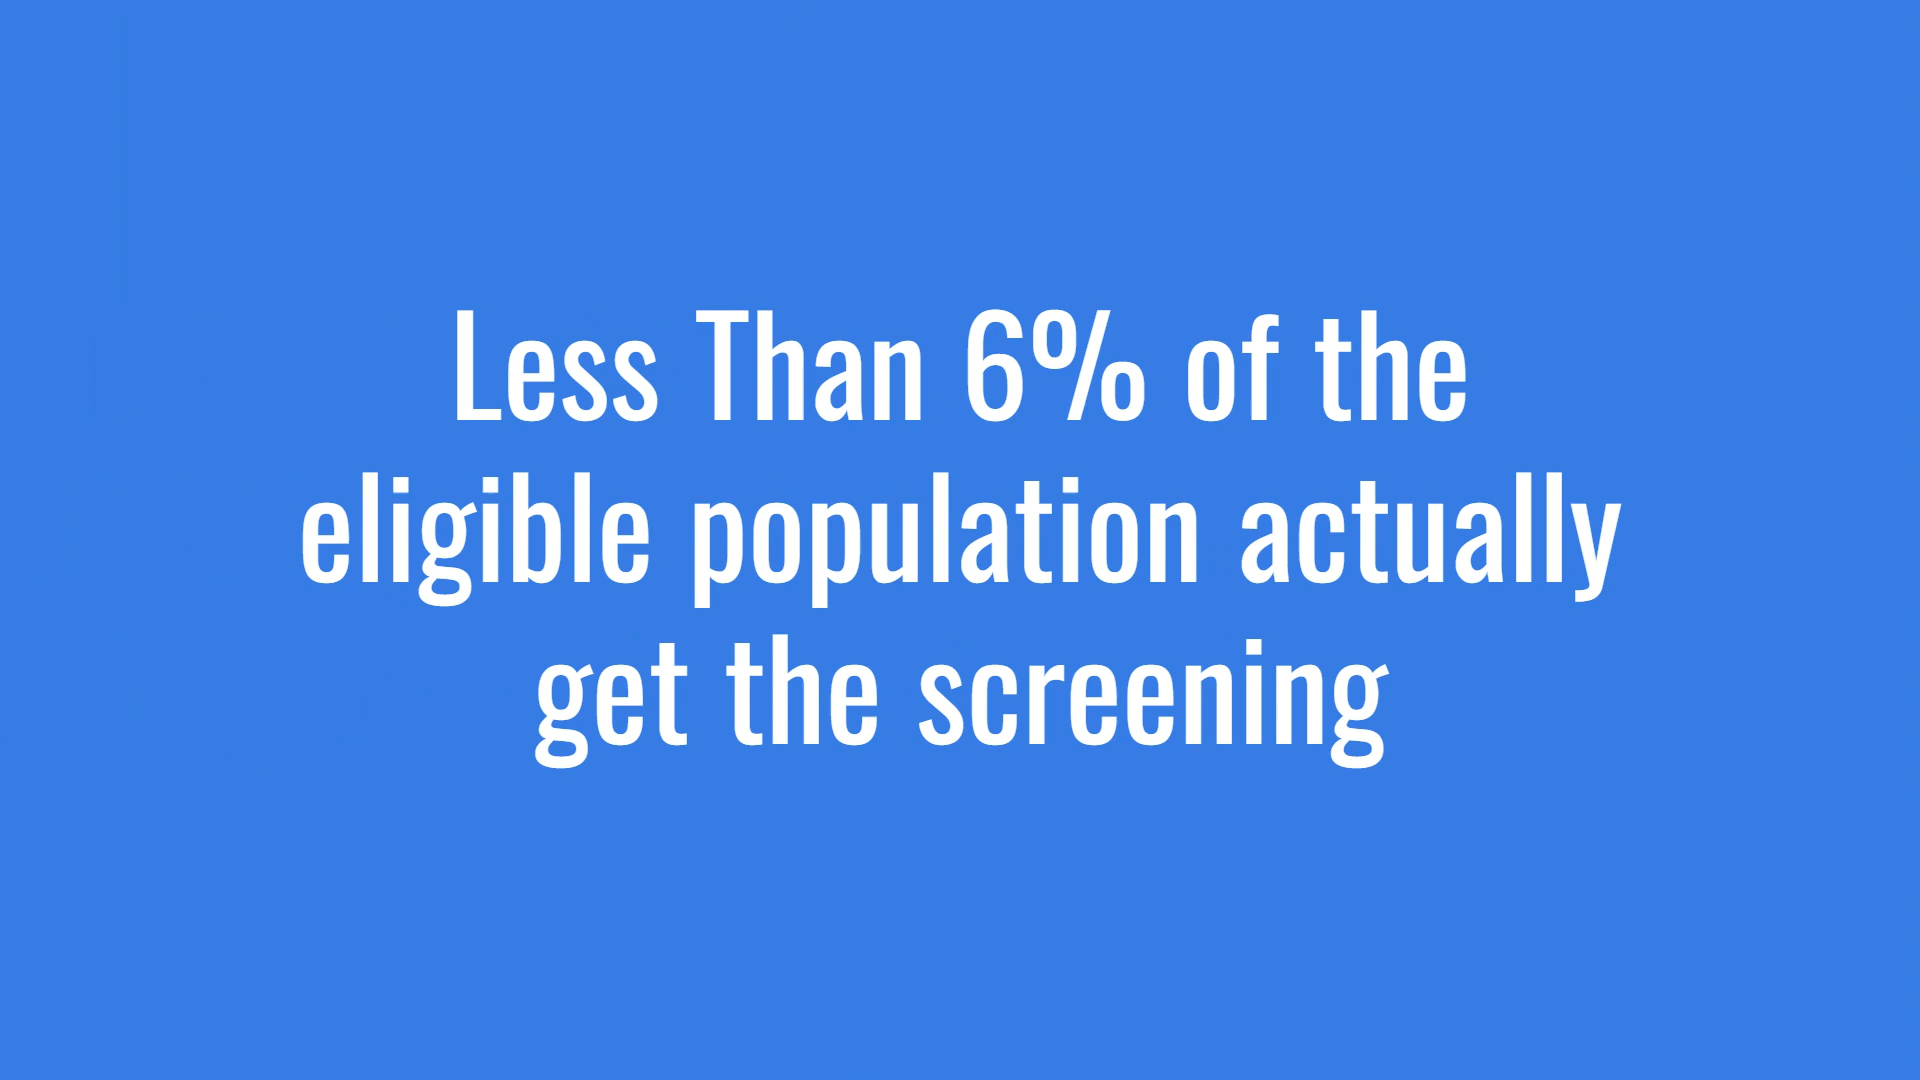 Less Than 6% of the
eligible population actually
get the screening